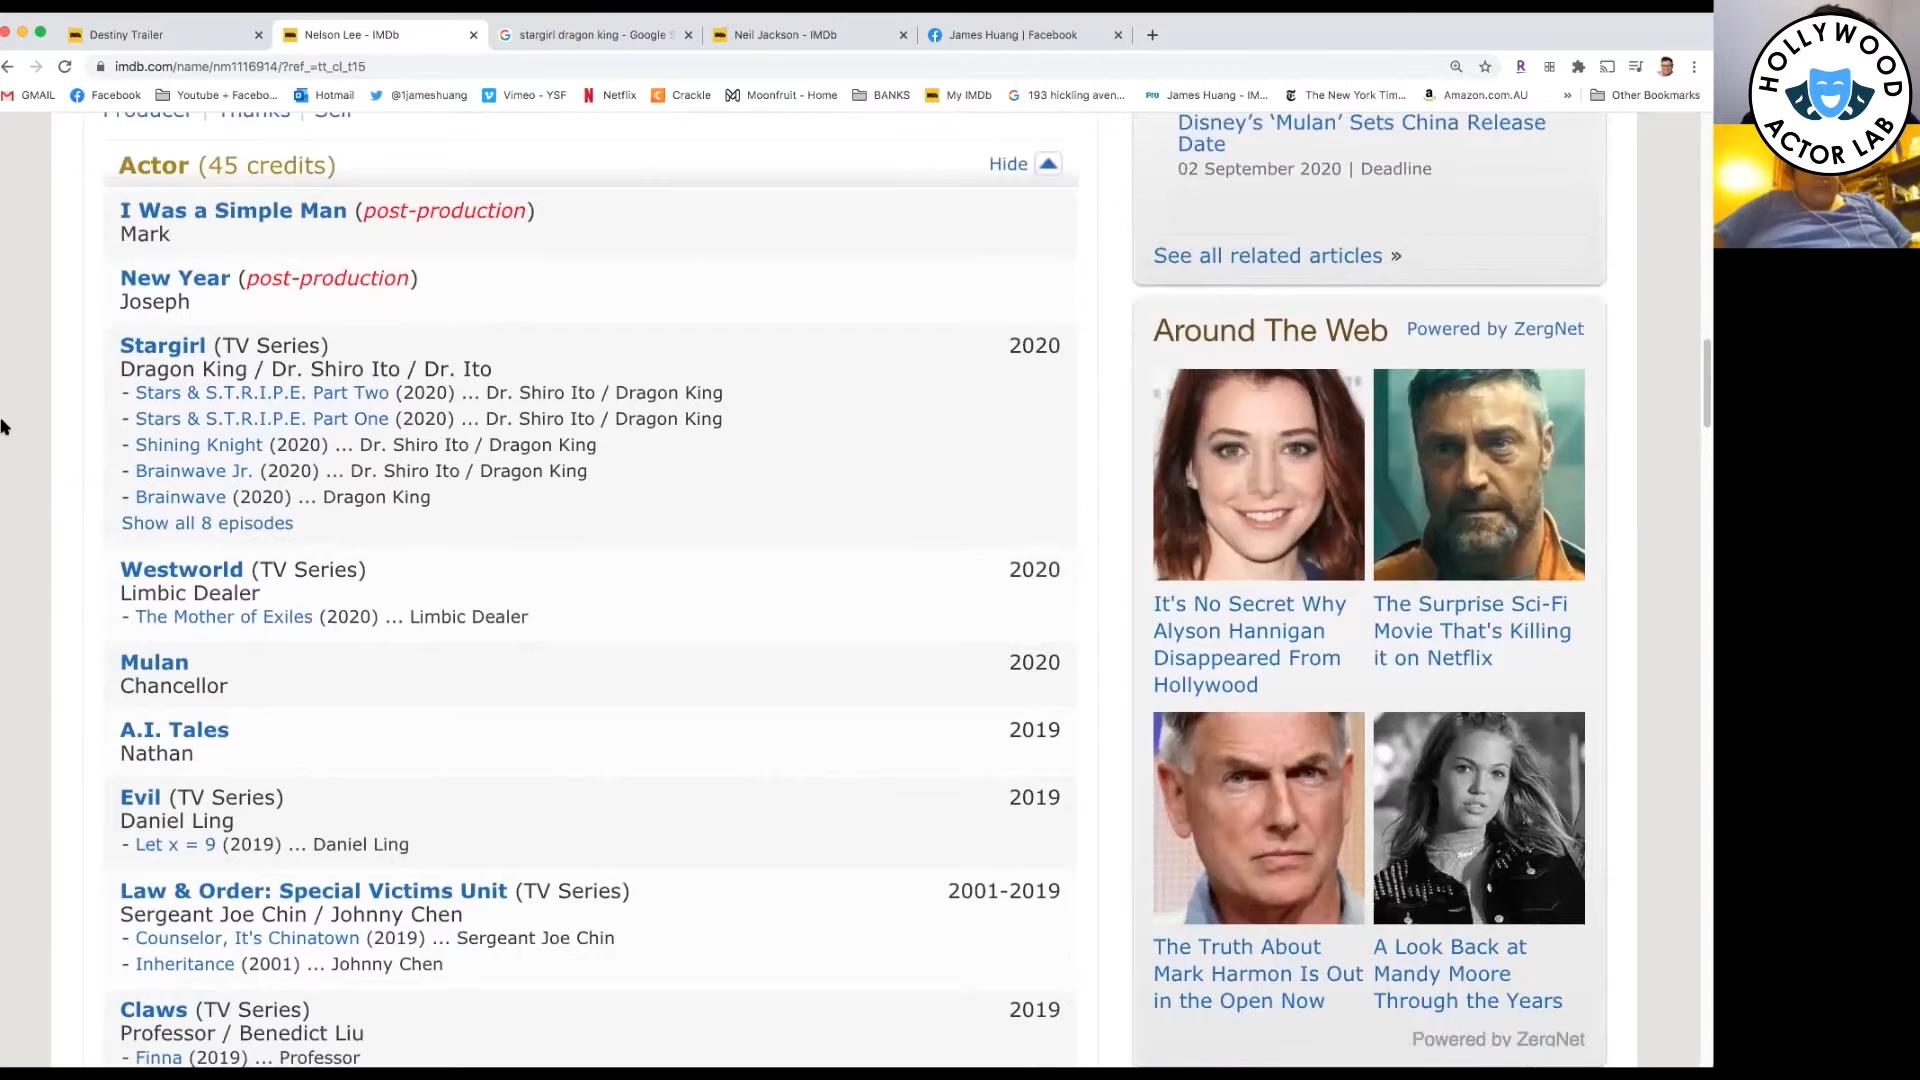 Destiny Trailer
Nelson Lee - IMDb
stargirl dragon king - Google S
Neil Jackson - IMDb
James Huang | Facebook
imdb.com/name/nm1116914/?ref_=tt_cl_t15
GMAIL
Facebook
Youtube + Facebo...
Hotmail
@1jameshuang
Vimeo - YSF
Netflix
Crackle
Moonfruit - Home
BANKS
My IMDb
193 hickling aven...
James Huang - IM...
The New York Tim...
Amazon.com.AU
» Other Bookmarks
HOLLYWOOD
ACTOR LAB
Producer | Thanks | Self
Actor (45 credits)
Hide
I Was a Simple Man (post-production)
Mark
New Year (post-production)
Joseph
Stargirl (TV Series) 2020
Dragon King / Dr. Shiro Ito / Dr. Ito
- Stars & S.T.R.I.P.E. Part Two (2020) ... Dr. Shiro Ito / Dragon King
- Stars & S.T.R.I.P.E. Part One (2020) ... Dr. Shiro Ito / Dragon King
- Shining Knight (2020) ... Dr. Shiro Ito / Dragon King
- Brainwave Jr. (2020) ... Dr. Shiro Ito / Dragon King
- Brainwave (2020) ... Dragon King
Show all 8 episodes
Westworld (TV Series) 2020
Limbic Dealer
- The Mother of Exiles (2020) ... Limbic Dealer
Mulan 2020
Chancellor
A.I. Tales 2019
Nathan
Evil (TV Series) 2019
Daniel Ling
- Let x = 9 (2019) ... Daniel Ling
Law & Order: Special Victims Unit (TV Series) 2001-2019
Sergeant Joe Chin / Johnny Chen
- Counselor, It's Chinatown (2019) ... Sergeant Joe Chin
- Inheritance (2001) ... Johnny Chen
Claws (TV Series) 2019
Professor / Benedict Liu
- Finna (2019) ... Professor
Disney's 'Mulan' Sets China Release
Date
02 September 2020 | Deadline
See all related articles »
Around The Web
Powered by ZergNet
It's No Secret Why
Alyson Hannigan
Disappeared From
Hollywood
The Surprise Sci-Fi
Movie That's Killing
it on Netflix
The Truth About
Mark Harmon Is Out
in the Open Now
A Look Back at
Mandy Moore
Through the Years
Powered by ZergNet